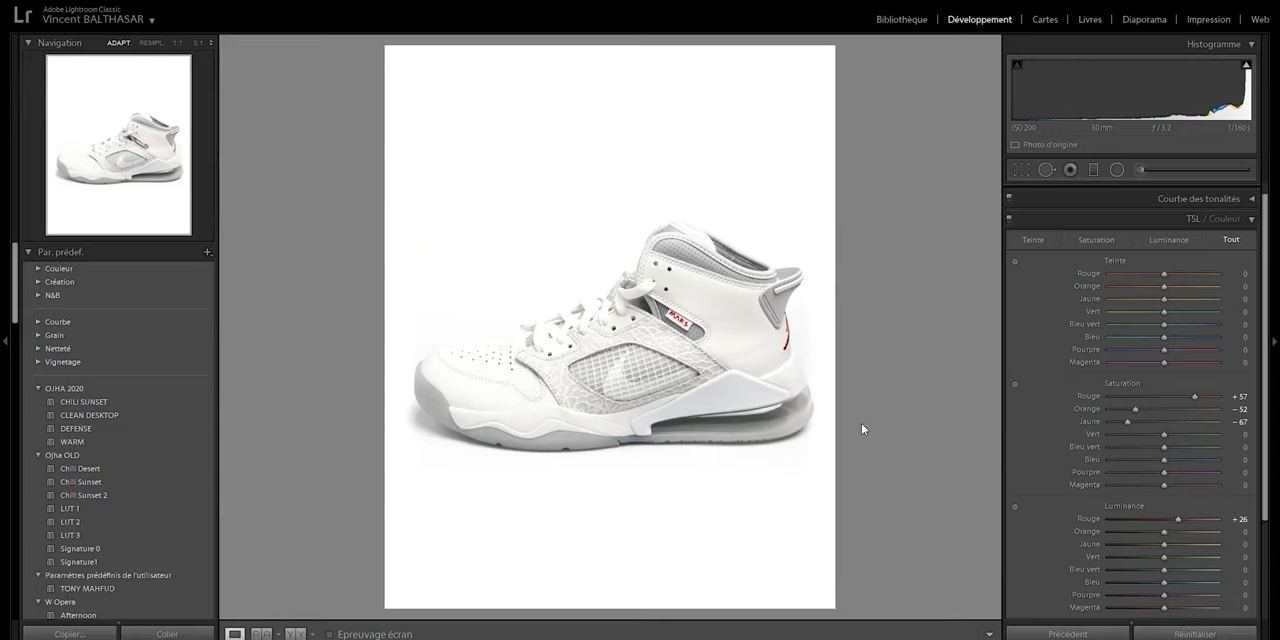 Lr
Adobe Lightroom Classic
Vincent BALTHASAR
Bibliothèque | Développement | Cartes | Livres | Diaporama | Impression | Web
Navigation ADAPT. REMPL. 1:1 3:1
Par. prédef. +
Couleur
Création
N&B
Courbe
Grain
Netteté
Vignetage
OJHA 2020
CHILI SUNSET
CLEAN DESKTOP
DEFENSE
WARM
Ojha OLD
Chili Desert
Chili Sunset
Chili Sunset 2
LUT 1
LUT 2
LUT 3
Signature 0
Signature1
Paramètres prédéfinis de l'utilisateur
TONY MAHFUD
W Opera
Afternoon
Copier... Coller
MARS
Epreuvage écran
Histogramme
ISO 200 30 mm ƒ / 3,2 1/160 s
Photo d'origine
Courbe des tonalités
TSL / Couleur
Teinte Saturation Luminance Tout
Teinte
Rouge 0
Orange 0
Jaune 0
Vert 0
Bleu vert 0
Bleu 0
Pourpre 0
Magenta 0
Saturation
Rouge + 57
Orange − 52
Jaune − 67
Vert 0
Bleu vert 0
Bleu 0
Pourpre 0
Magenta 0
Luminance
Rouge + 26
Orange 0
Jaune 0
Vert 0
Bleu vert 0
Bleu 0
Pourpre 0
Magenta 0
Précédent Réinitialiser